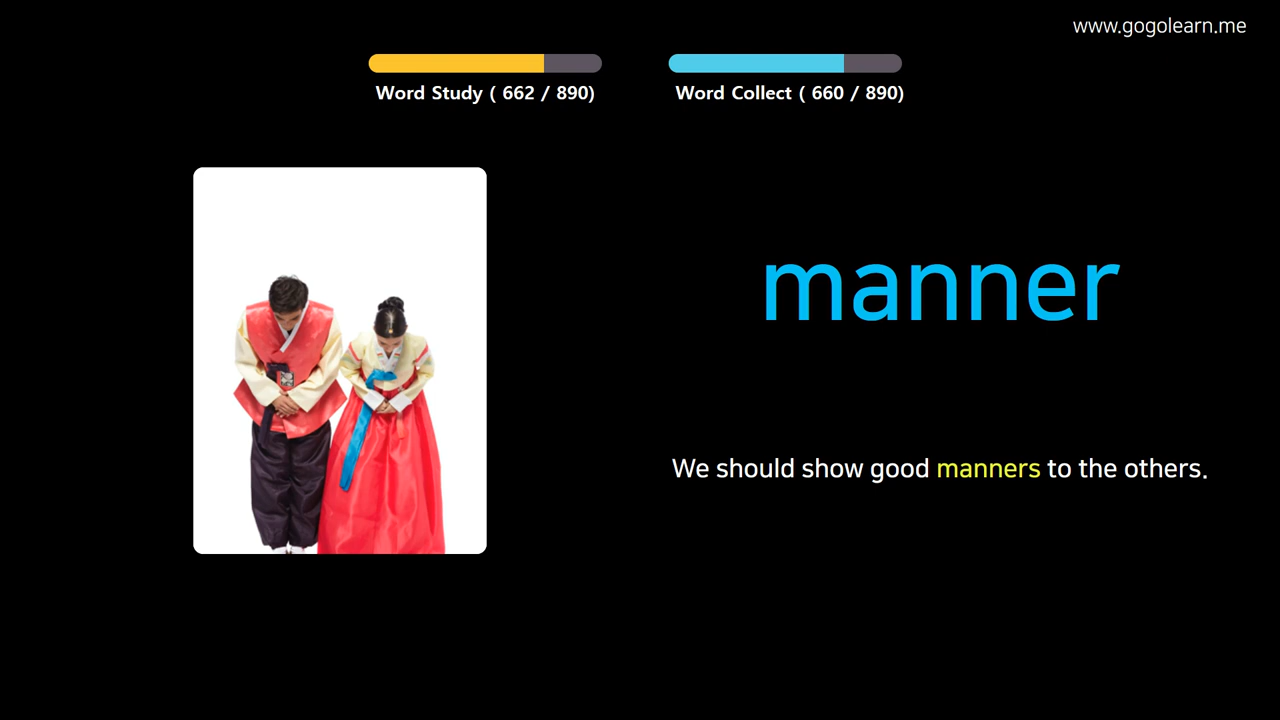 www.gogolearn.me
Word Study ( 662 / 890)
Word Collect ( 660 / 890)
manner
We should show good manners to the others.